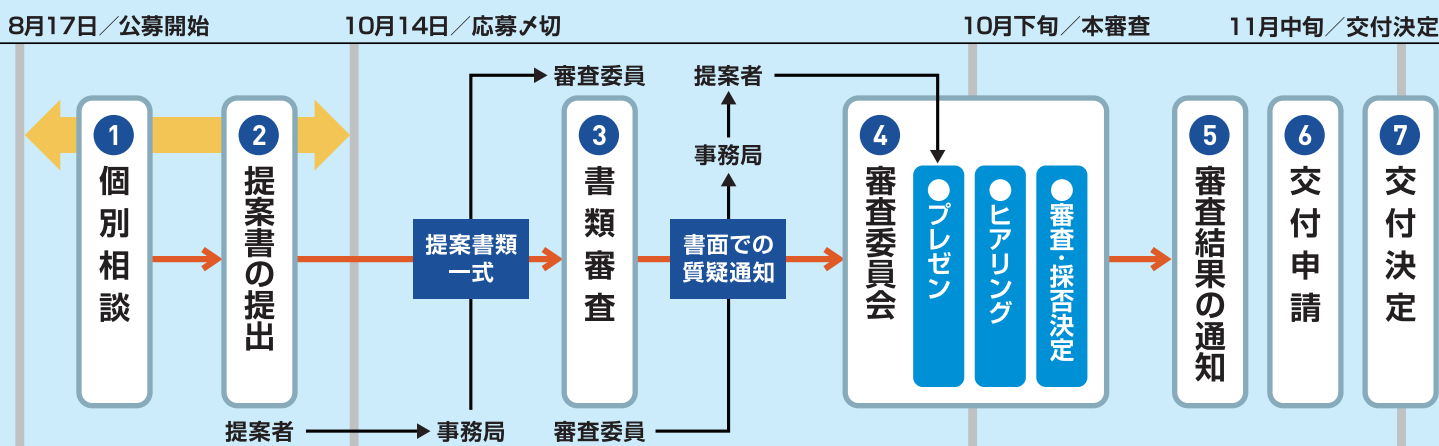 8月17日／公募開始
10月14日／応募〆切
10月下旬／本審査
11月中旬／交付決定
1
個別相談
2
提案書の提出
提案者
事務局
提案書類
一式
審査委員
3
書類審査
審査委員
書面での
質疑通知
事務局
提案者
4
審査委員会
●プレゼン
●ヒアリング
●審査・採否決定
5
審査結果の通知
6
交付申請
7
交付決定